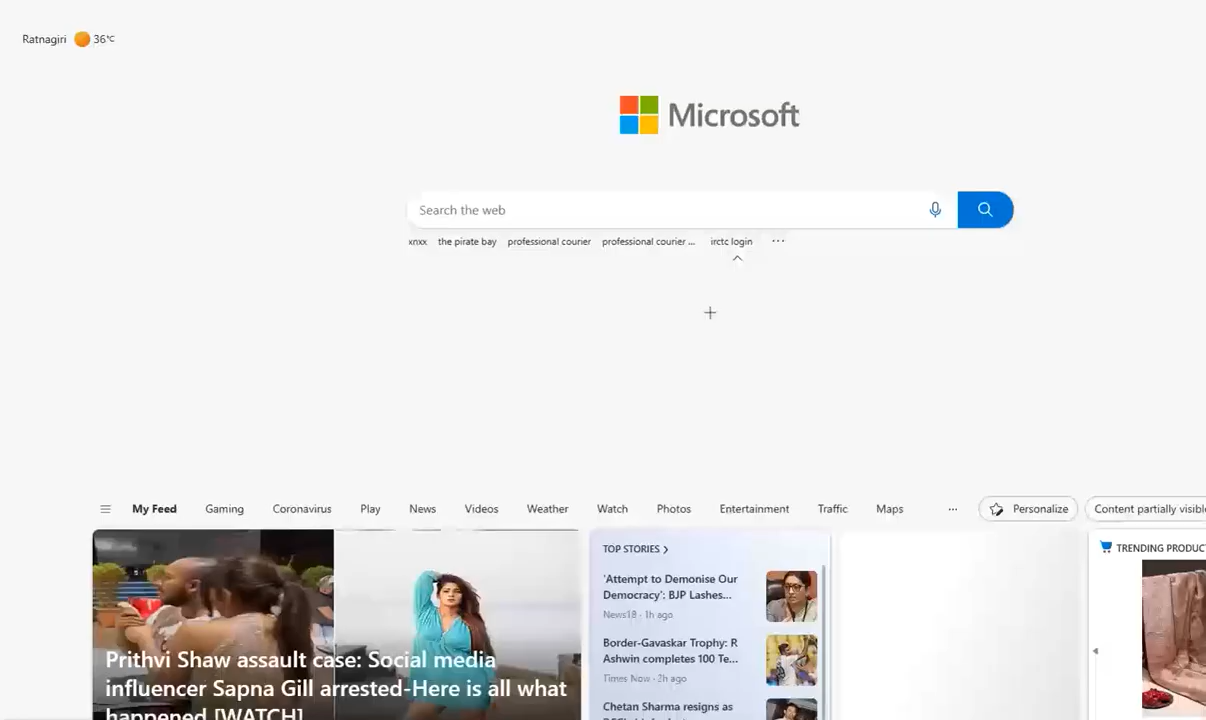 Ratnagiri 36°C
Microsoft
Search the web
xnxx the pirate bay professional courier professional courier ... irctc login ...
My Feed Gaming Coronavirus Play News Videos Weather Watch Photos Entertainment Traffic Maps ... Personalize Content partially visible
TOP STORIES >
'Attempt to Demonise Our
Democracy': BJP Lashes...
News18 · 1h ago
Border-Gavaskar Trophy: R
Ashwin completes 100 Te...
Times Now · 2h ago
Chetan Sharma resigns as
TRENDING PRODUC
Prithvi Shaw assault case: Social media
influencer Sapna Gill arrested-Here is all what
happened [WATCH]